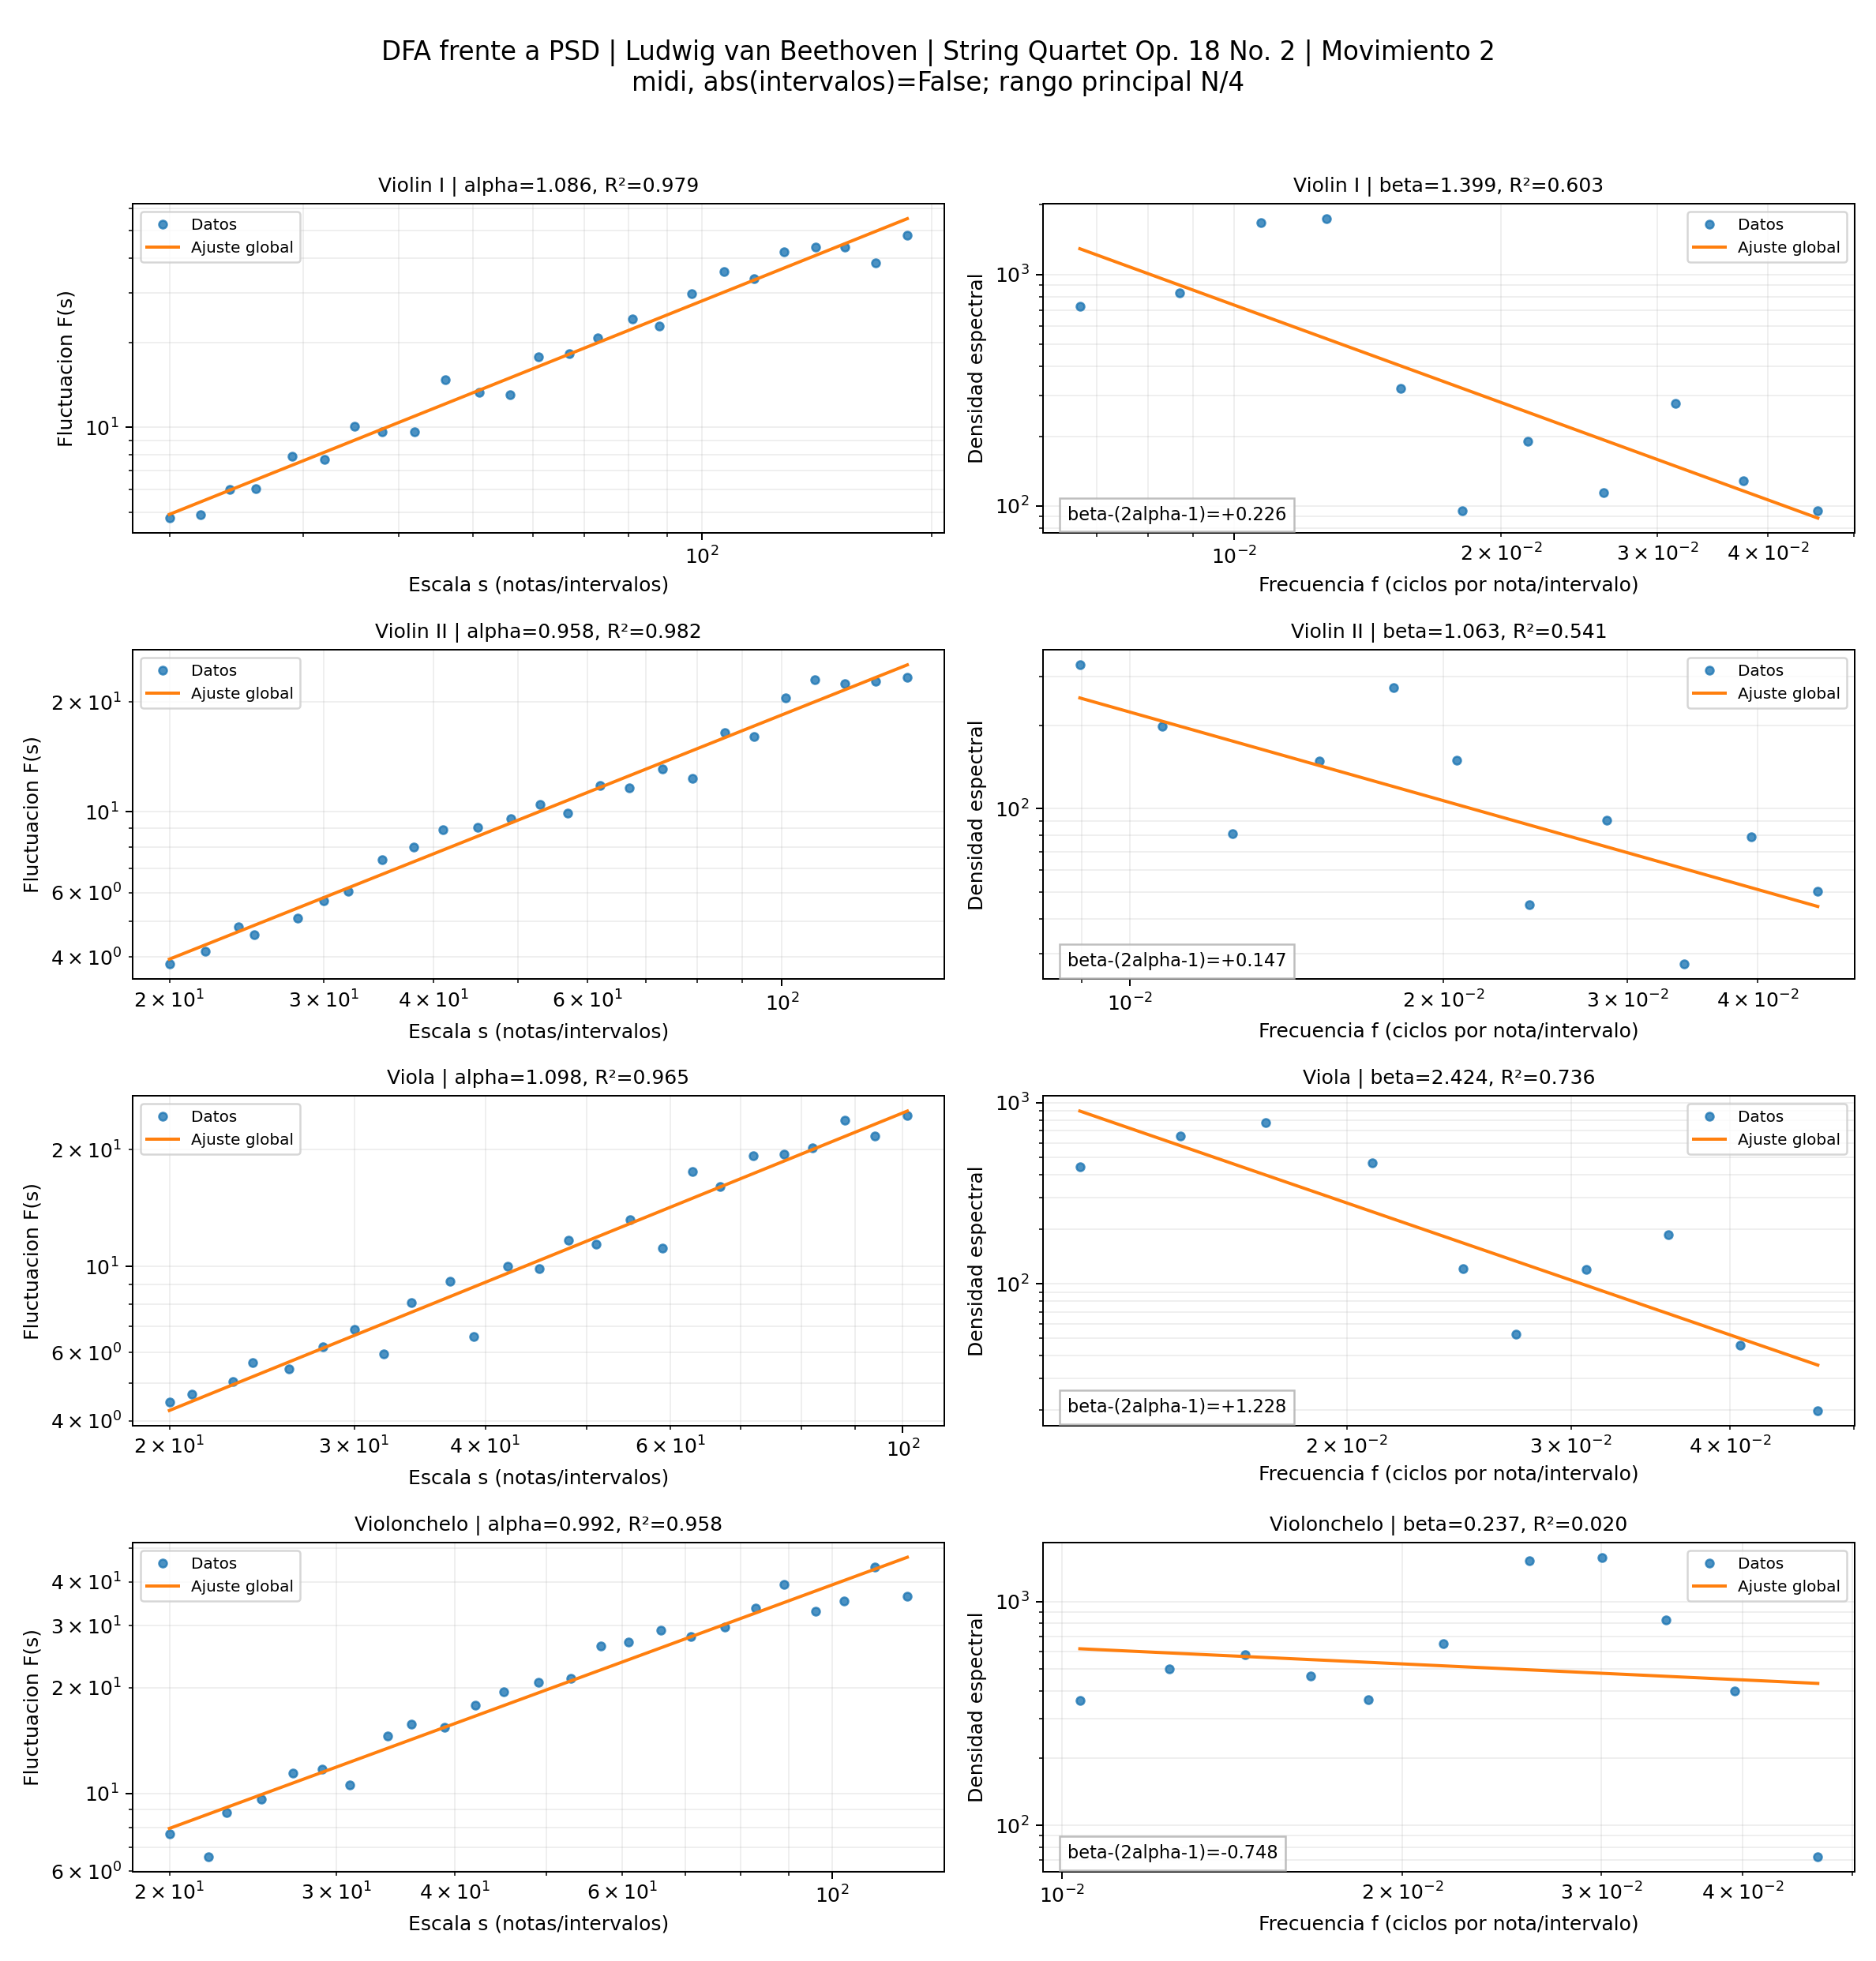 DFA frente a PSD | Ludwig van Beethoven | String Quartet Op. 18 No. 2 | Movimiento 2
midi, abs(intervalos)=False; rango principal N/4
Violin I | alpha=1.086, R²=0.979
Datos
Ajuste global
Fluctuacion F(s)
10¹
10²
Escala s (notas/intervalos)
Violin I | beta=1.399, R²=0.603
Datos
Ajuste global
Densidad espectral
10³
10²
beta-(2alpha-1)=+0.226
10⁻²
2 × 10⁻²
3 × 10⁻²
4 × 10⁻²
Frecuencia f (ciclos por nota/intervalo)
Violin II | alpha=0.958, R²=0.982
Datos
Ajuste global
Fluctuacion F(s)
2 × 10¹
10¹
6 × 10⁰
4 × 10⁰
2 × 10¹
3 × 10¹
4 × 10¹
6 × 10¹
10²
Escala s (notas/intervalos)
Violin II | beta=1.063, R²=0.541
Datos
Ajuste global
Densidad espectral
10²
beta-(2alpha-1)=+0.147
10⁻²
2 × 10⁻²
3 × 10⁻²
4 × 10⁻²
Frecuencia f (ciclos por nota/intervalo)
Viola | alpha=1.098, R²=0.965
Datos
Ajuste global
Fluctuacion F(s)
2 × 10¹
10¹
6 × 10⁰
4 × 10⁰
2 × 10¹
3 × 10¹
4 × 10¹
6 × 10¹
10²
Escala s (notas/intervalos)
Viola | beta=2.424, R²=0.736
Datos
Ajuste global
Densidad espectral
10³
10²
beta-(2alpha-1)=+1.228
2 × 10⁻²
3 × 10⁻²
4 × 10⁻²
Frecuencia f (ciclos por nota/intervalo)
Violonchelo | alpha=0.992, R²=0.958
Datos
Ajuste global
Fluctuacion F(s)
4 × 10¹
3 × 10¹
2 × 10¹
10¹
6 × 10⁰
2 × 10¹
3 × 10¹
4 × 10¹
6 × 10¹
10²
Escala s (notas/intervalos)
Violonchelo | beta=0.237, R²=0.020
Datos
Ajuste global
Densidad espectral
10³
10²
beta-(2alpha-1)=-0.748
10⁻²
2 × 10⁻²
3 × 10⁻²
4 × 10⁻²
Frecuencia f (ciclos por nota/intervalo)